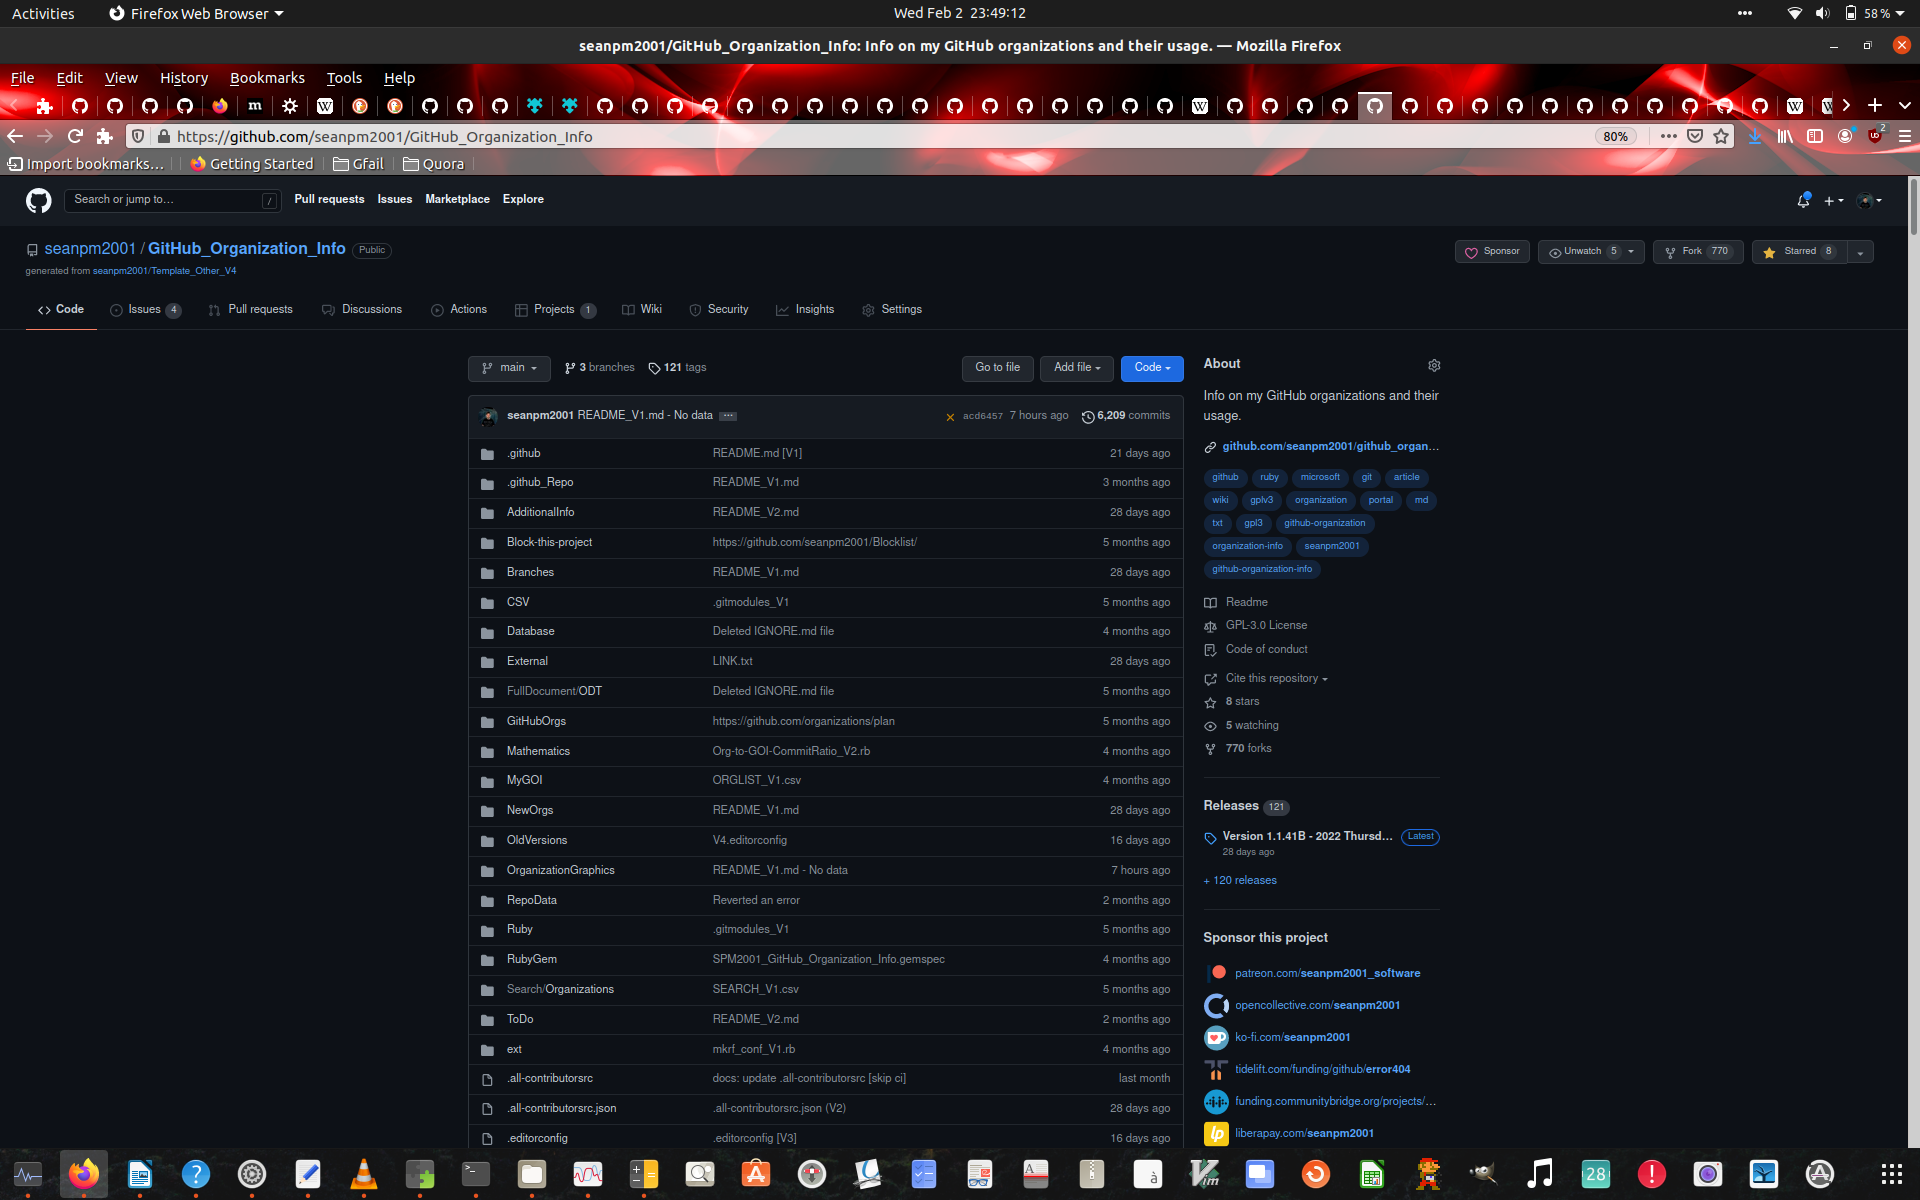 Activities Firefox Web Browser Wed Feb 2 23:49:12 58 %
seanpm2001/GitHub_Organization_Info: Info on my GitHub organizations and their usage. — Mozilla Firefox
File Edit View History Bookmarks Tools Help
https://github.com/seanpm2001/GitHub_Organization_Info 80% 2
Import bookmarks... Getting Started Gfail Quora
Search or jump to... / Pull requests Issues Marketplace Explore
seanpm2001 / GitHub_Organization_Info Public Sponsor Unwatch 5 Fork 770 Starred 8
generated from seanpm2001/Template_Other_V4
Code Issues 4 Pull requests Discussions Actions Projects 1 Wiki Security Insights Settings
main 3 branches 121 tags Go to file Add file Code
seanpm2001 README_V1.md - No data ... acd6457 7 hours ago 6,209 commits
.github README.md [V1] 21 days ago
.github_Repo README_V1.md 3 months ago
AdditionalInfo README_V2.md 28 days ago
Block-this-project https://github.com/seanpm2001/Blocklist/ 5 months ago
Branches README_V1.md 28 days ago
CSV .gitmodules_V1 5 months ago
Database Deleted IGNORE.md file 4 months ago
External LINK.txt 28 days ago
FullDocument/ODT Deleted IGNORE.md file 5 months ago
GitHubOrgs https://github.com/organizations/plan 5 months ago
Mathematics Org-to-GOI-CommitRatio_V2.rb 4 months ago
MyGOI ORGLIST_V1.csv 4 months ago
NewOrgs README_V1.md 28 days ago
OldVersions V4.editorconfig 16 days ago
OrganizationGraphics README_V1.md - No data 7 hours ago
RepoData Reverted an error 2 months ago
Ruby .gitmodules_V1 5 months ago
RubyGem SPM2001_GitHub_Organization_Info.gemspec 4 months ago
Search/Organizations SEARCH_V1.csv 5 months ago
ToDo README_V2.md 2 months ago
ext mkrf_conf_V1.rb 4 months ago
.all-contributorsrc docs: update .all-contributorsrc [skip ci] last month
.all-contributorsrc.json .all-contributorsrc.json (V2) 28 days ago
.editorconfig .editorconfig [V3] 16 days ago
About
Info on my GitHub organizations and their
usage.
github.com/seanpm2001/github_organ...
github ruby microsoft git article
wiki gplv3 organization portal md
txt gpl3 github-organization
organization-info seanpm2001
github-organization-info
Readme
GPL-3.0 License
Code of conduct
Cite this repository
8 stars
5 watching
770 forks
Releases 121
Version 1.1.41B - 2022 Thursd... Latest
28 days ago
+ 120 releases
Sponsor this project
patreon.com/seanpm2001_software
opencollective.com/seanpm2001
ko-fi.com/seanpm2001
tidelift.com/funding/github/error404
funding.communitybridge.org/projects/...
liberapay.com/seanpm2001
28